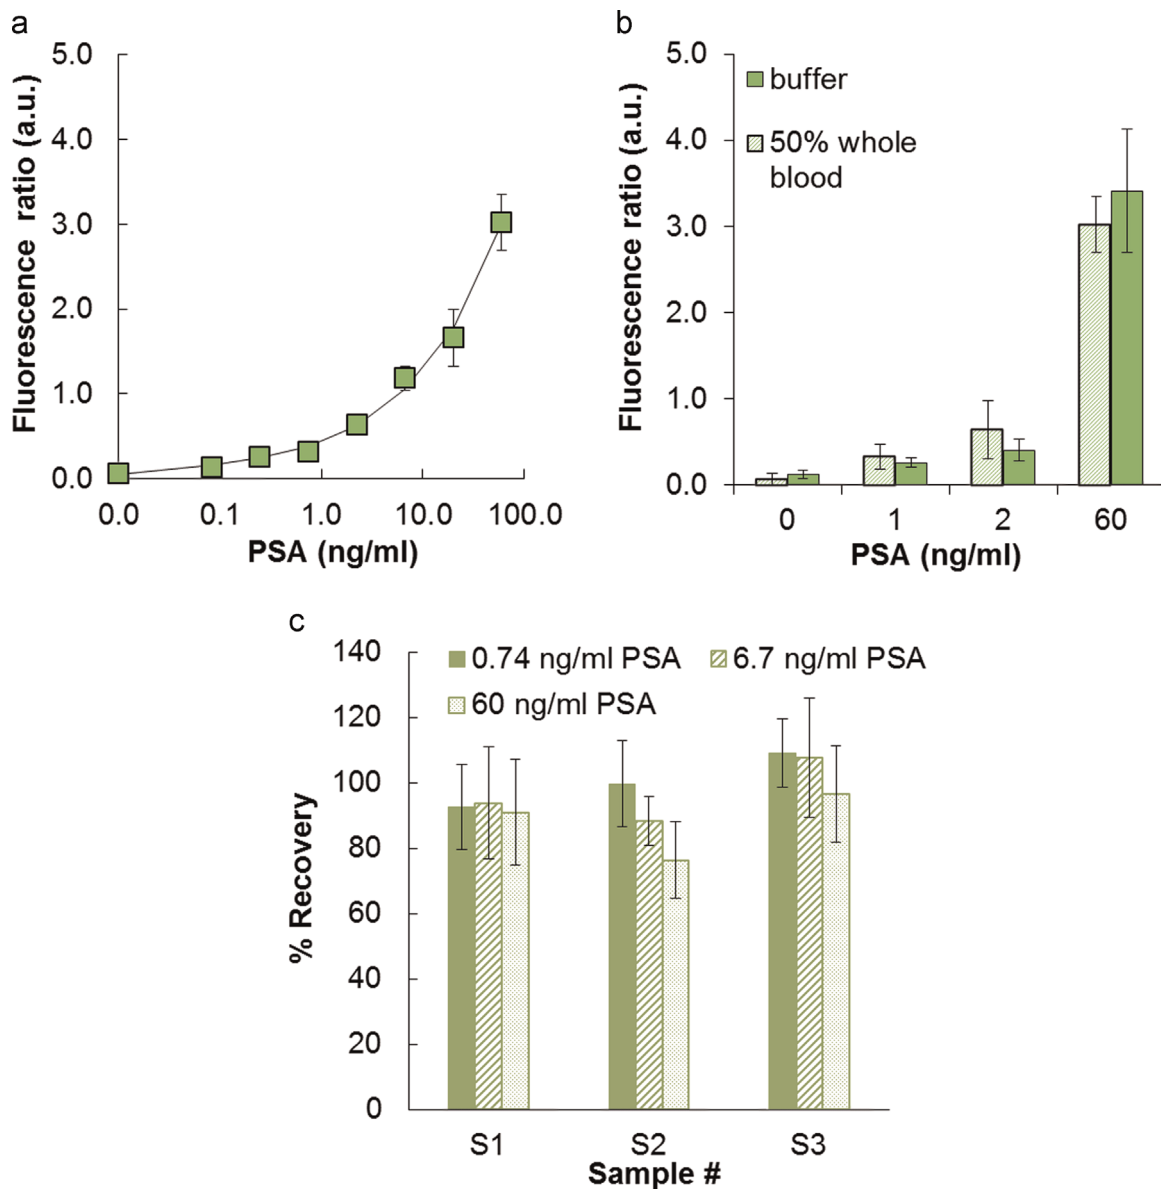 a
Fluorescence ratio (a.u.)
5.0
4.0
3.0
2.0
1.0
0.0
0.0 0.1 1.0 10.0 100.0
PSA (ng/ml)
b
Fluorescence ratio (a.u.)
5.0
4.0
3.0
2.0
1.0
0.0
buffer
50% whole
blood
0 1 2 60
PSA (ng/ml)
c
% Recovery
140
120
100
80
60
40
20
0
0.74 ng/ml PSA 6.7 ng/ml PSA
60 ng/ml PSA
S1 S2 S3
Sample #